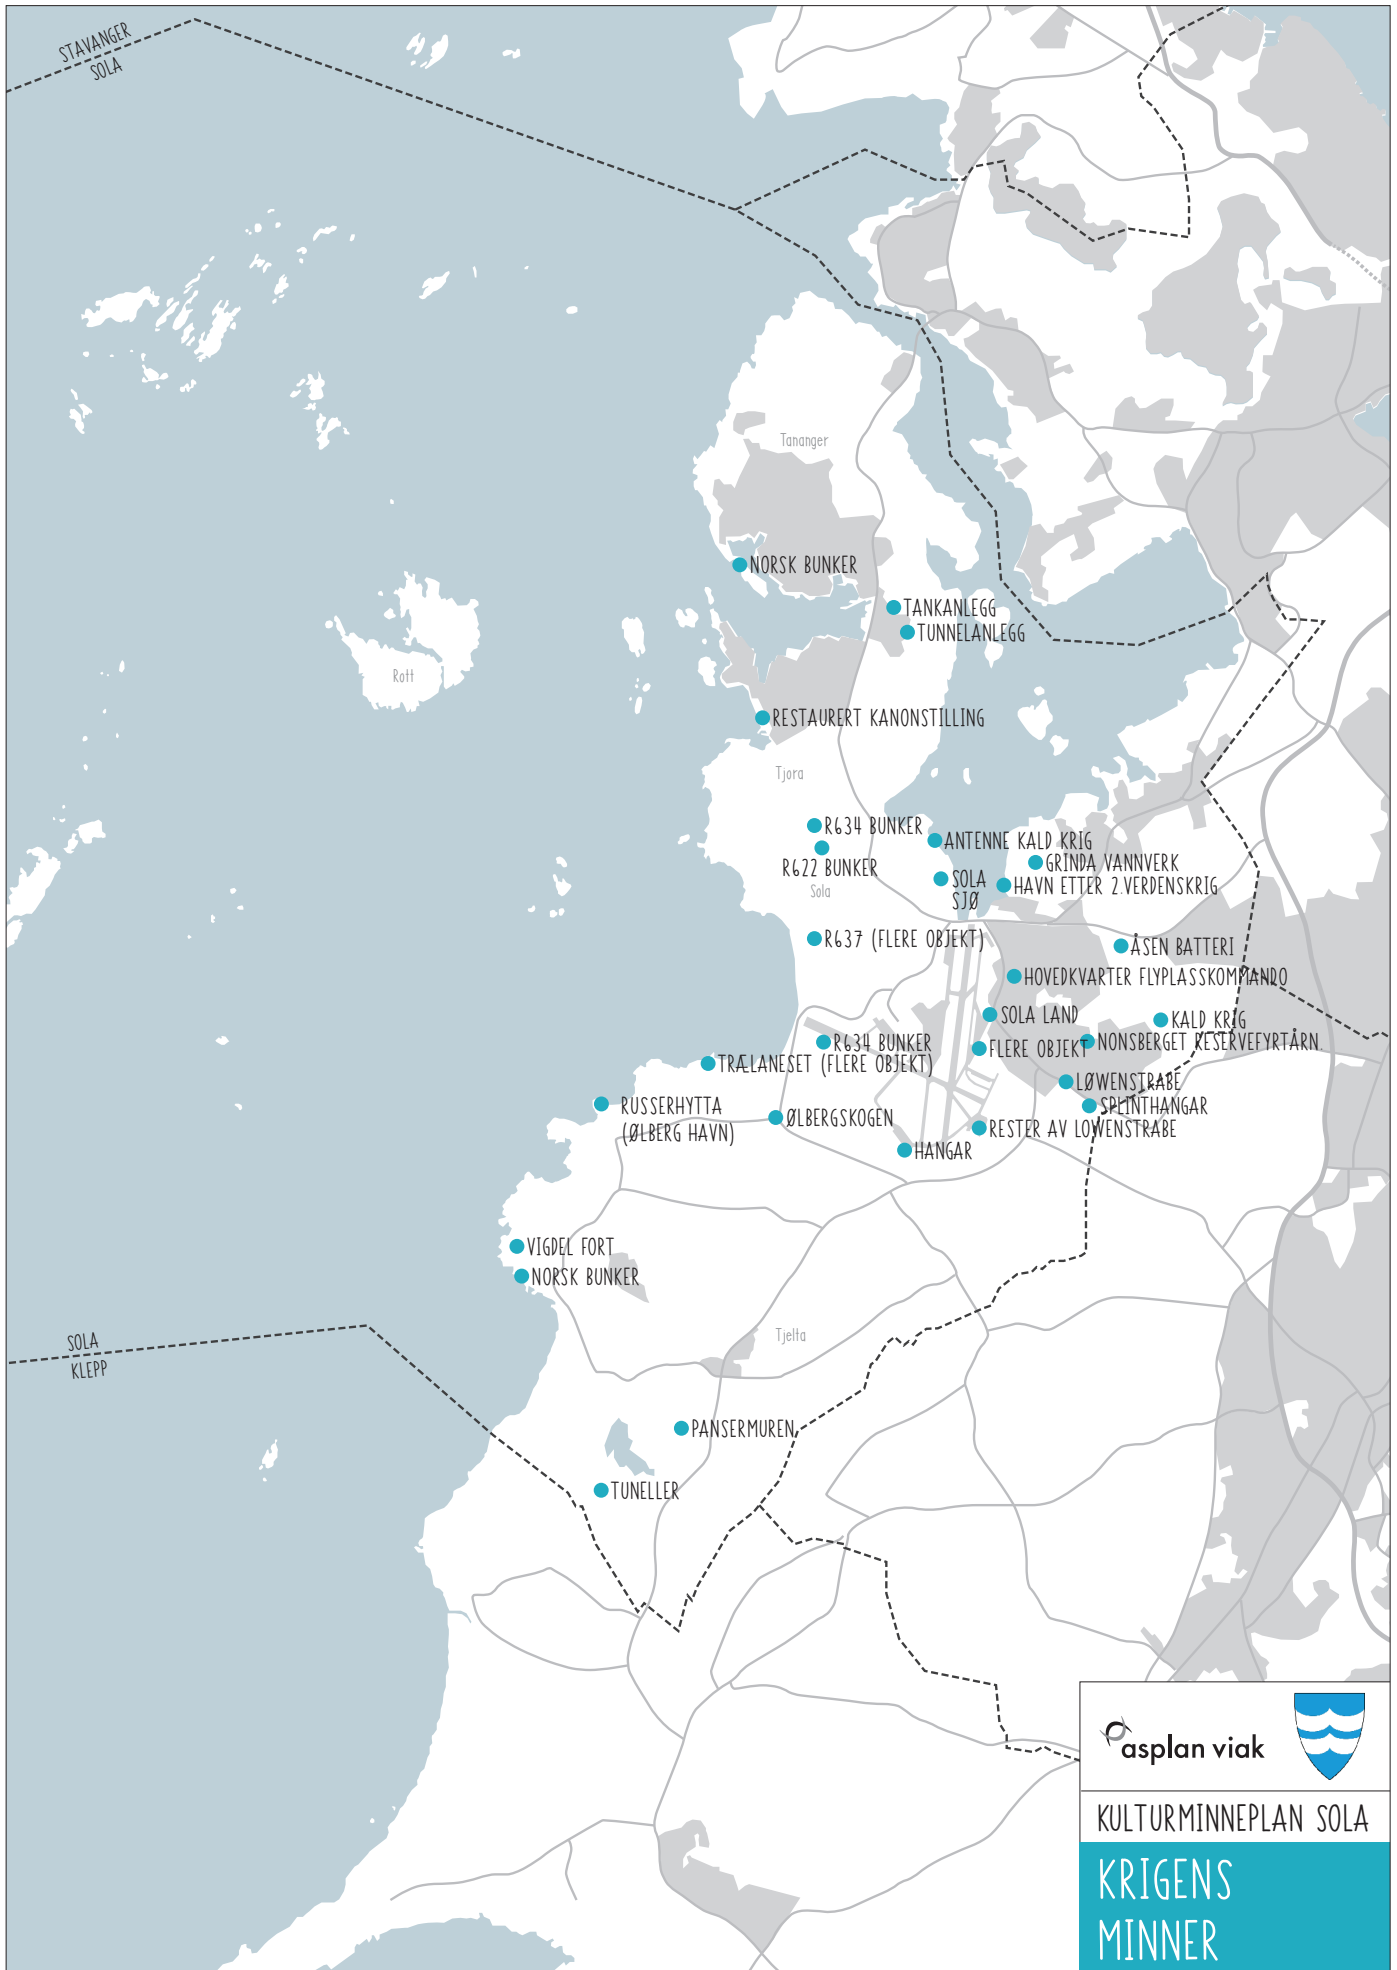 STAVANGER
SOLA
Tananger
NORSK BUNKER
TANKANLEGG
TUNNELANLEGG
Rott
RESTAURERT KANONSTILLING
Tjora
R634 BUNKER
ANTENNE KALD KRIG
R622 BUNKER
GRINDA VANNVERK
SOLA
SJØ
HAVN ETTER 2.VERDENSKRIG
Sola
R637 (FLERE OBJEKT)
ÅSEN BATTERI
HOVEDKVARTER FLYPLASSKOMMANDO
SOLA LAND
KALD KRIG
R634 BUNKER
FLERE OBJEKT
NONSBERGET RESERVEFYRTÅRN.
TRÆLANESET (FLERE OBJEKT)
LØWENSTRABE
RUSSERHYTTA
(ØLBERG HAVN)
SPLINTHANGAR
ØLBERGSKOGEN
RESTER AV LOWENSTRABE
HANGAR
VIGDEL FORT
NORSK BUNKER
SOLA
KLEPP
Tjelta
PANSERMUREN
TUNELLER
asplan viak
KULTURMINNEPLAN SOLA
KRIGENS
MINNER